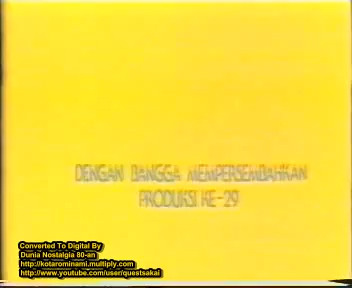 DENGAN BANGGA MEMPERSEMBAHKAN
PRODUKSI KE-29
Converted To Digital By
Dunia Nostalgia 80-an
http://kotarominami.multiply.com
http://www.youtube.com/user/questsakai